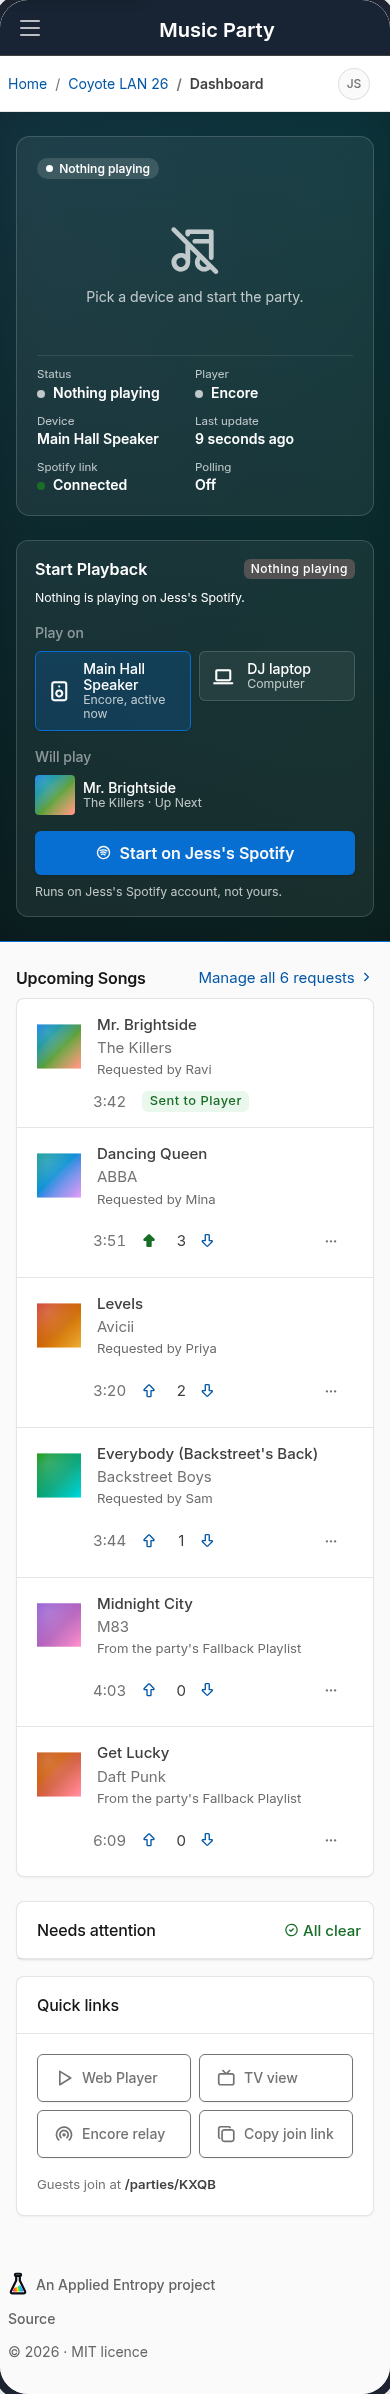 Music Party
Home / Coyote LAN 26 / Dashboard
JS
Nothing playing
Pick a device and start the party.
Status
Nothing playing
Player
Encore
Device
Main Hall Speaker
Last update
9 seconds ago
Spotify link
Connected
Polling
Off
Start Playback
Nothing playing
Nothing is playing on Jess's Spotify.
Play on
Main Hall
Speaker
Encore, active
now
DJ laptop
Computer
Will play
Mr. Brightside
The Killers · Up Next
Start on Jess's Spotify
Runs on Jess's Spotify account, not yours.
Upcoming Songs
Manage all 6 requests
Mr. Brightside
The Killers
Requested by Ravi
3:42
Sent to Player
Dancing Queen
ABBA
Requested by Mina
3:51
3
Levels
Avicii
Requested by Priya
3:20
2
Everybody (Backstreet's Back)
Backstreet Boys
Requested by Sam
3:44
1
Midnight City
M83
From the party's Fallback Playlist
4:03
0
Get Lucky
Daft Punk
From the party's Fallback Playlist
6:09
0
Needs attention
All clear
Quick links
Web Player
TV view
Encore relay
Copy join link
Guests join at /parties/KXQB
An Applied Entropy project
Source
© 2026 · MIT licence